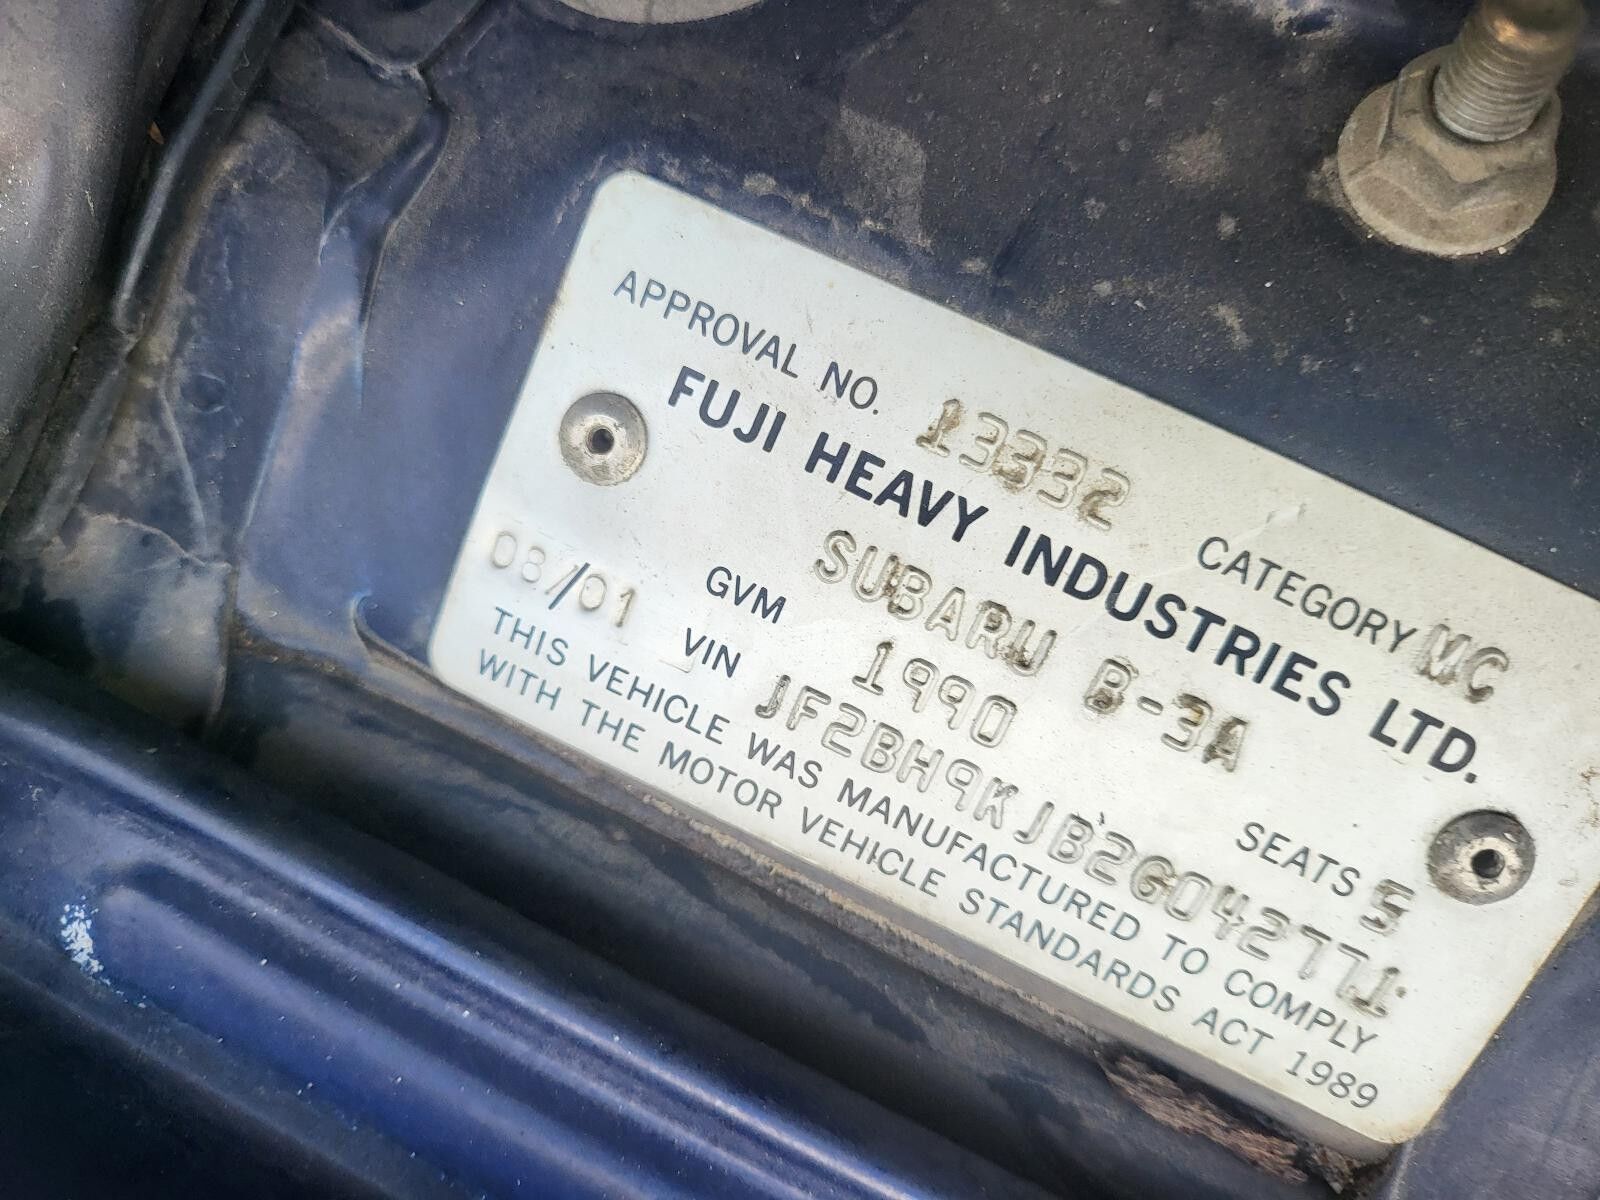 APPROVAL NO. 13332 CATEGORY MC
FUJI HEAVY INDUSTRIES LTD.
SUBARU B-3A
08/01 GVM 1990 SEATS 5
VIN JF2BH9KJB2G042771
THIS VEHICLE WAS MANUFACTURED TO COMPLY
WITH THE MOTOR VEHICLE STANDARDS ACT 1989